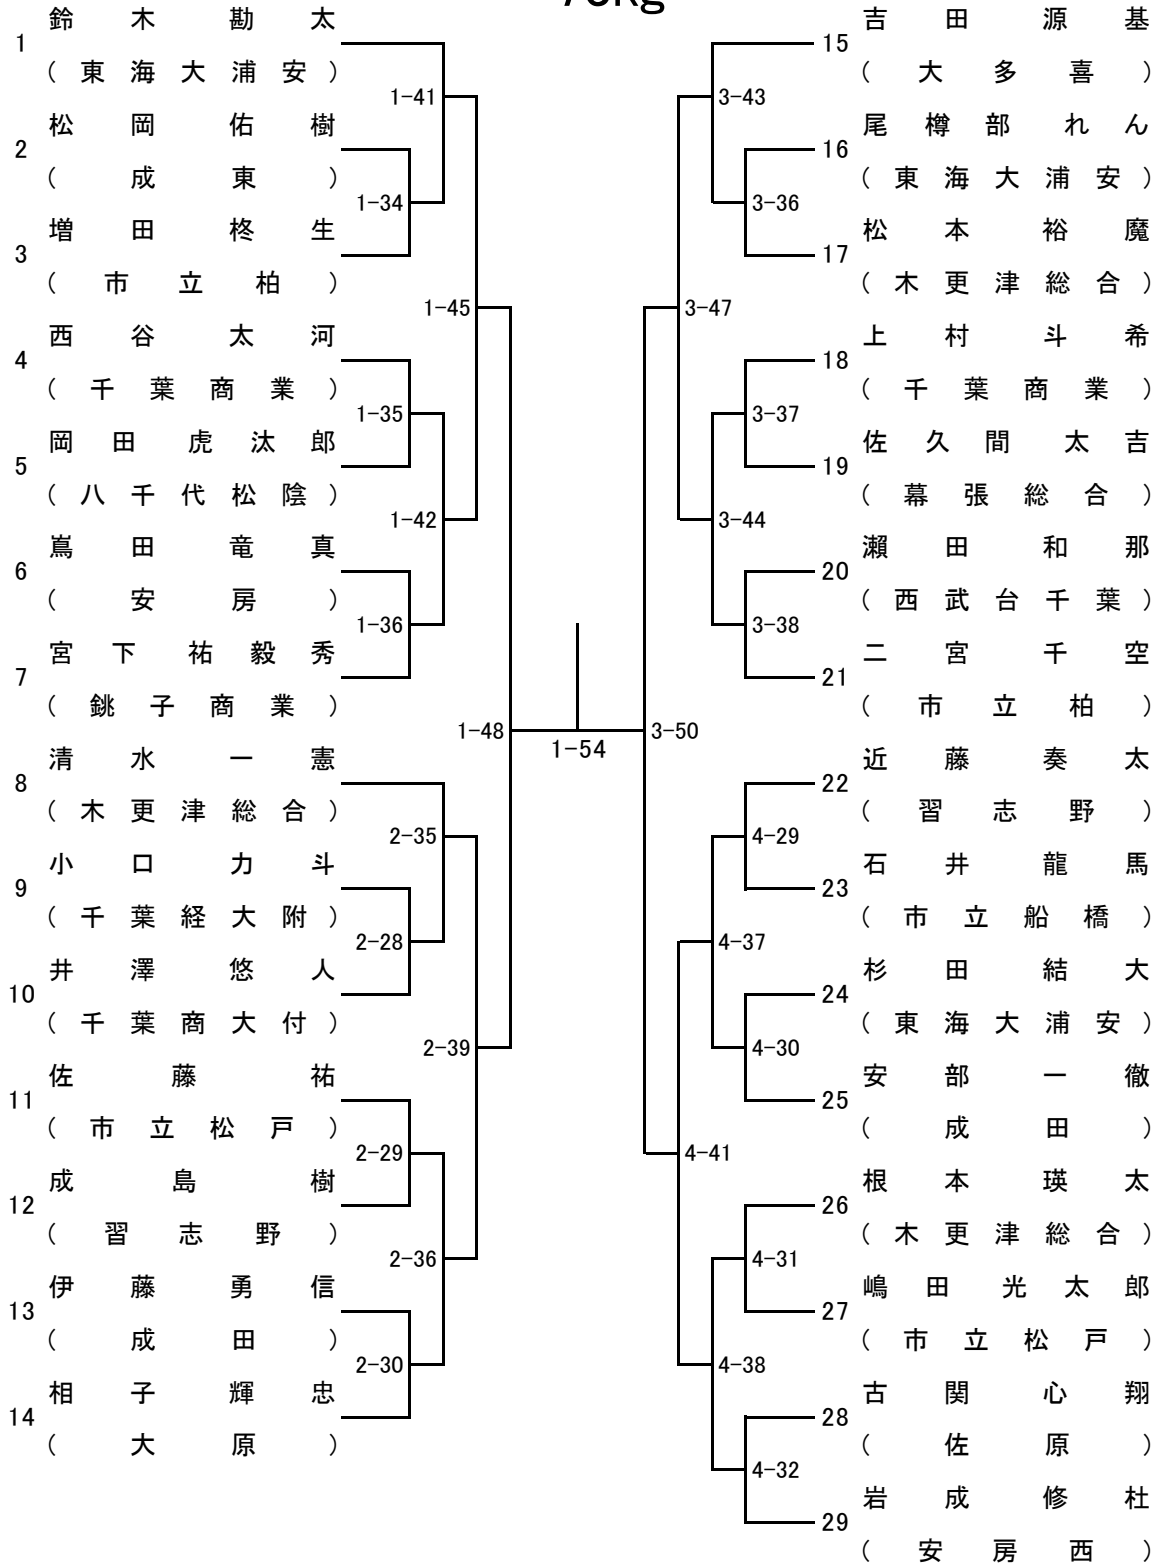 鈴木勘太
1
(東海大浦安)
松岡佑樹
2
(成東)
増田柊生
3
(市立柏)
西谷太河
4
(千葉商業)
岡田虎汰郎
5
(八千代松陰)
嶌田竜真
6
(安房)
宮下祐毅秀
7
(銚子商業)
清水一憲
8
(木更津総合)
小口力斗
9
(千葉経大附)
井澤悠人
10
(千葉商大付)
佐藤祐
11
(市立松戸)
成島樹
12
(習志野)
伊藤勇信
13
(成田)
相子輝忠
14
(大原)
1-41
1-34
1-45
1-35
1-42
1-36
1-48
2-35
2-28
2-39
2-29
2-36
2-30
1-54
3-43
3-36
3-47
3-37
3-44
3-38
3-50
4-29
4-37
4-30
4-41
4-31
4-38
4-32
吉田源基
15
(大多喜)
尾樽部れん
16
(東海大浦安)
松本裕魔
17
(木更津総合)
上村斗希
18
(千葉商業)
佐久間太吉
19
(幕張総合)
瀬田和那
20
(西武台千葉)
二宮千空
21
(市立柏)
近藤奏太
22
(習志野)
石井龍馬
23
(市立船橋)
杉田結大
24
(東海大浦安)
安部一徹
25
(成田)
根本瑛太
26
(木更津総合)
嶋田光太郎
27
(市立松戸)
古関心翔
28
(佐原)
岩成修杜
29
(安房西)